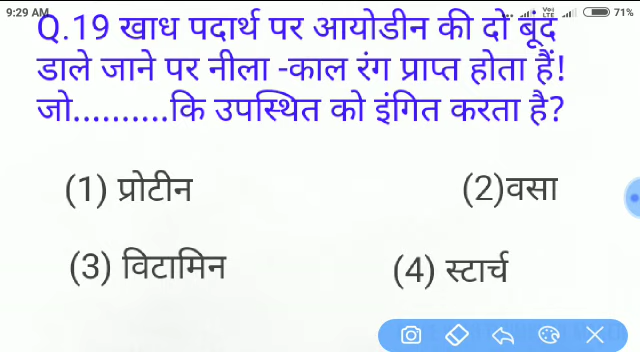 9:29 AM 71%
Q.19 खाध पदार्थ पर आयोडीन की दो बूंद
डाले जाने पर नीला -काल रंग प्राप्त होता हैं!
जो..........कि उपस्थित को इंगित करता है?
(1) प्रोटीन (2)वसा
(3) विटामिन (4) स्टार्च